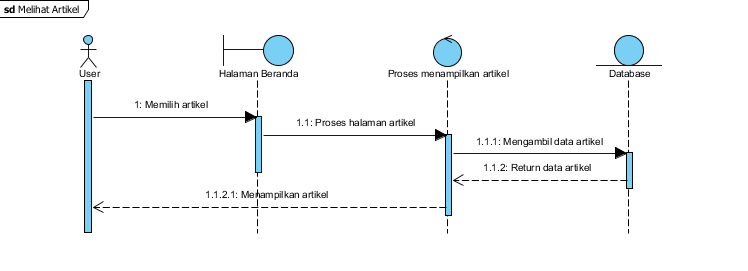 sd Melihat Artikel
User
Halaman Beranda
Proses menampilkan artikel
Database
1: Memilih artikel
1.1: Proses halaman artikel
1.1.1: Mengambil data artikel
1.1.2: Return data artikel
1.1.2.1: Menampilkan artikel